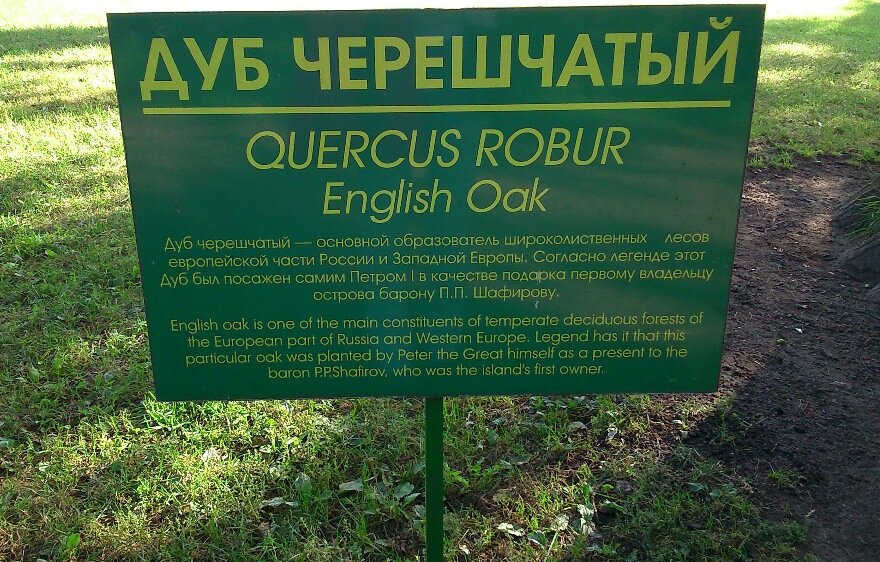 ДУБ ЧЕРЕШЧАТЫЙ
QUERCUS ROBUR
English Oak
Дуб черешчатый — основной образователь широколиственных лесов
европейской части России и Западной Европы. Согласно легенде этот
Дуб был посажен самим Петром I в качестве подарка первому владельцу
острова барону П.П. Шафирову.
English oak is one of the main constituents of temperate deciduous forests of
the European part of Russia and Western Europe. Legend has it that this
particular oak was planted by Peter the Great himself as a present to the
baron P.P.Shafirov, who was the island's first owner.